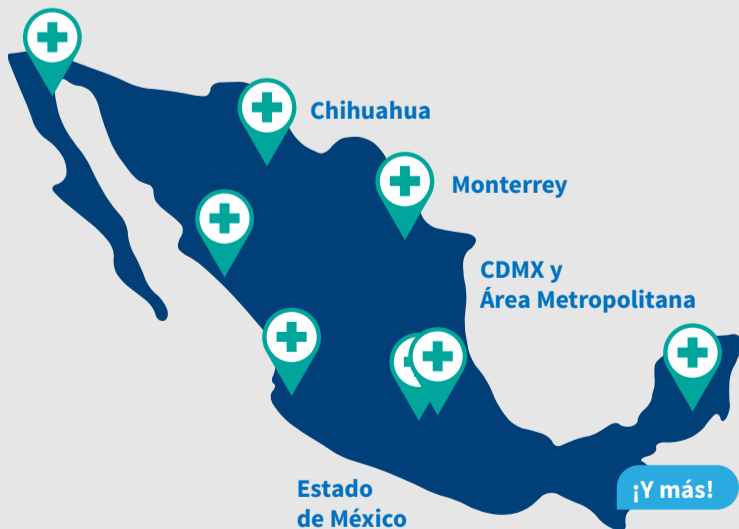 Chihuahua
Monterrey
CDMX y
Área Metropolitana
¡Y más!
Estado
de México